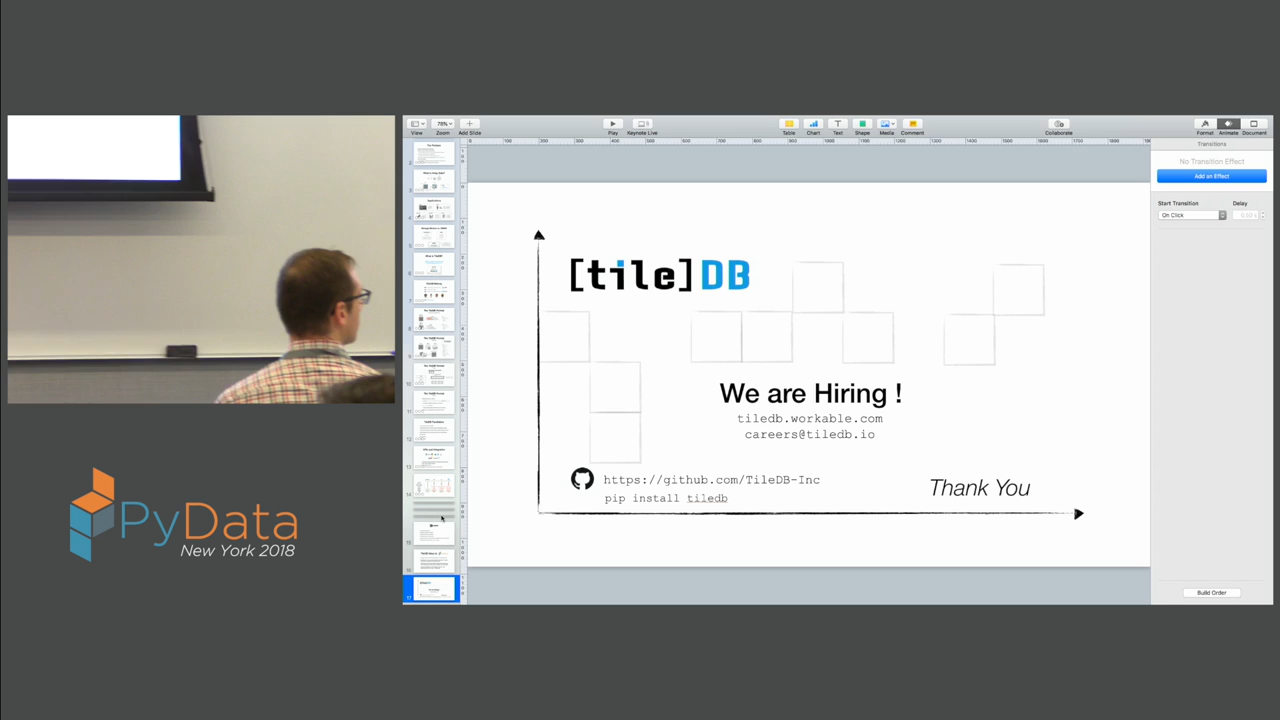 View
78%
Zoom
Add Slide
Play
Keynote Live
Table
Chart
Text
Shape
Media
Comment
Collaborate
Format
Animate
Document
Transitions
No Transition Effect
Add an Effect
Start Transition
Delay
On Click
[tile]DB
We are Hiring !
tiledb.workable.co
careers@tiledb.io
https://github.com/TileDB-Inc
pip install tiledb
Thank You
Build Order
PyData
New York 2018